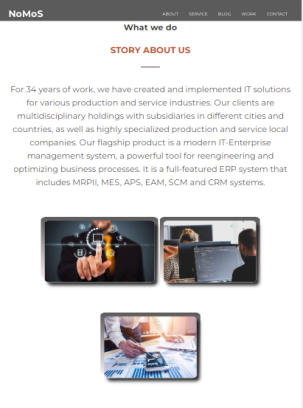 NoMoS
ABOUT SERVICE BLOG WORK CONTACT
What we do
STORY ABOUT US
For 34 years of work, we have created and implemented IT solutions
for various production and service industries. Our clients are
multidisciplinary holdings with subsidiaries in different cities and
countries, as well as highly specialized production and service local
companies. Our flagship product is a modern IT-Enterprise
management system, a powerful tool for reengineering and
optimizing business processes. It is a full-featured ERP system that
includes MRPII, MES, APS, EAM, SCM and CRM systems.